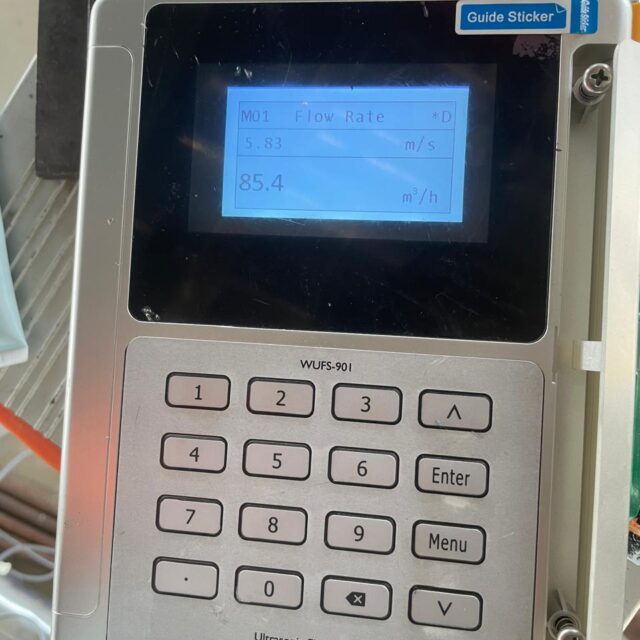 Guide Sticker
M01 Flow Rate *D
5.83 m/s
85.4 m³/h
WUFS-901
1 2 3 ∧
4 5 6 Enter
7 8 9 Menu
. 0 ∨
Ultrasonic